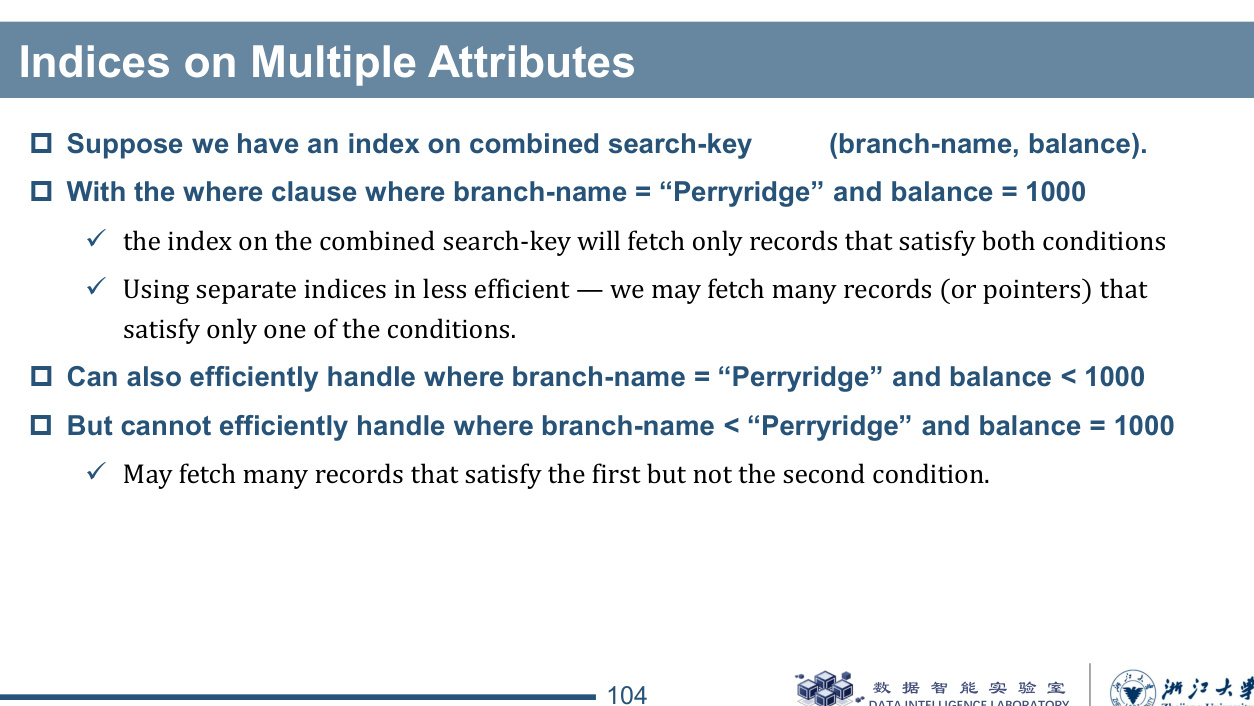 Indices on Multiple Attributes
Suppose we have an index on combined search-key (branch-name, balance).
With the where clause where branch-name = “Perryridge” and balance = 1000
the index on the combined search-key will fetch only records that satisfy both conditions
Using separate indices in less efficient — we may fetch many records (or pointers) that
satisfy only one of the conditions.
Can also efficiently handle where branch-name = “Perryridge” and balance < 1000
But cannot efficiently handle where branch-name < “Perryridge” and balance = 1000
May fetch many records that satisfy the first but not the second condition.
104
数据智能实验室
DATA INTELLIGENCE LABORATORY
浙江大学